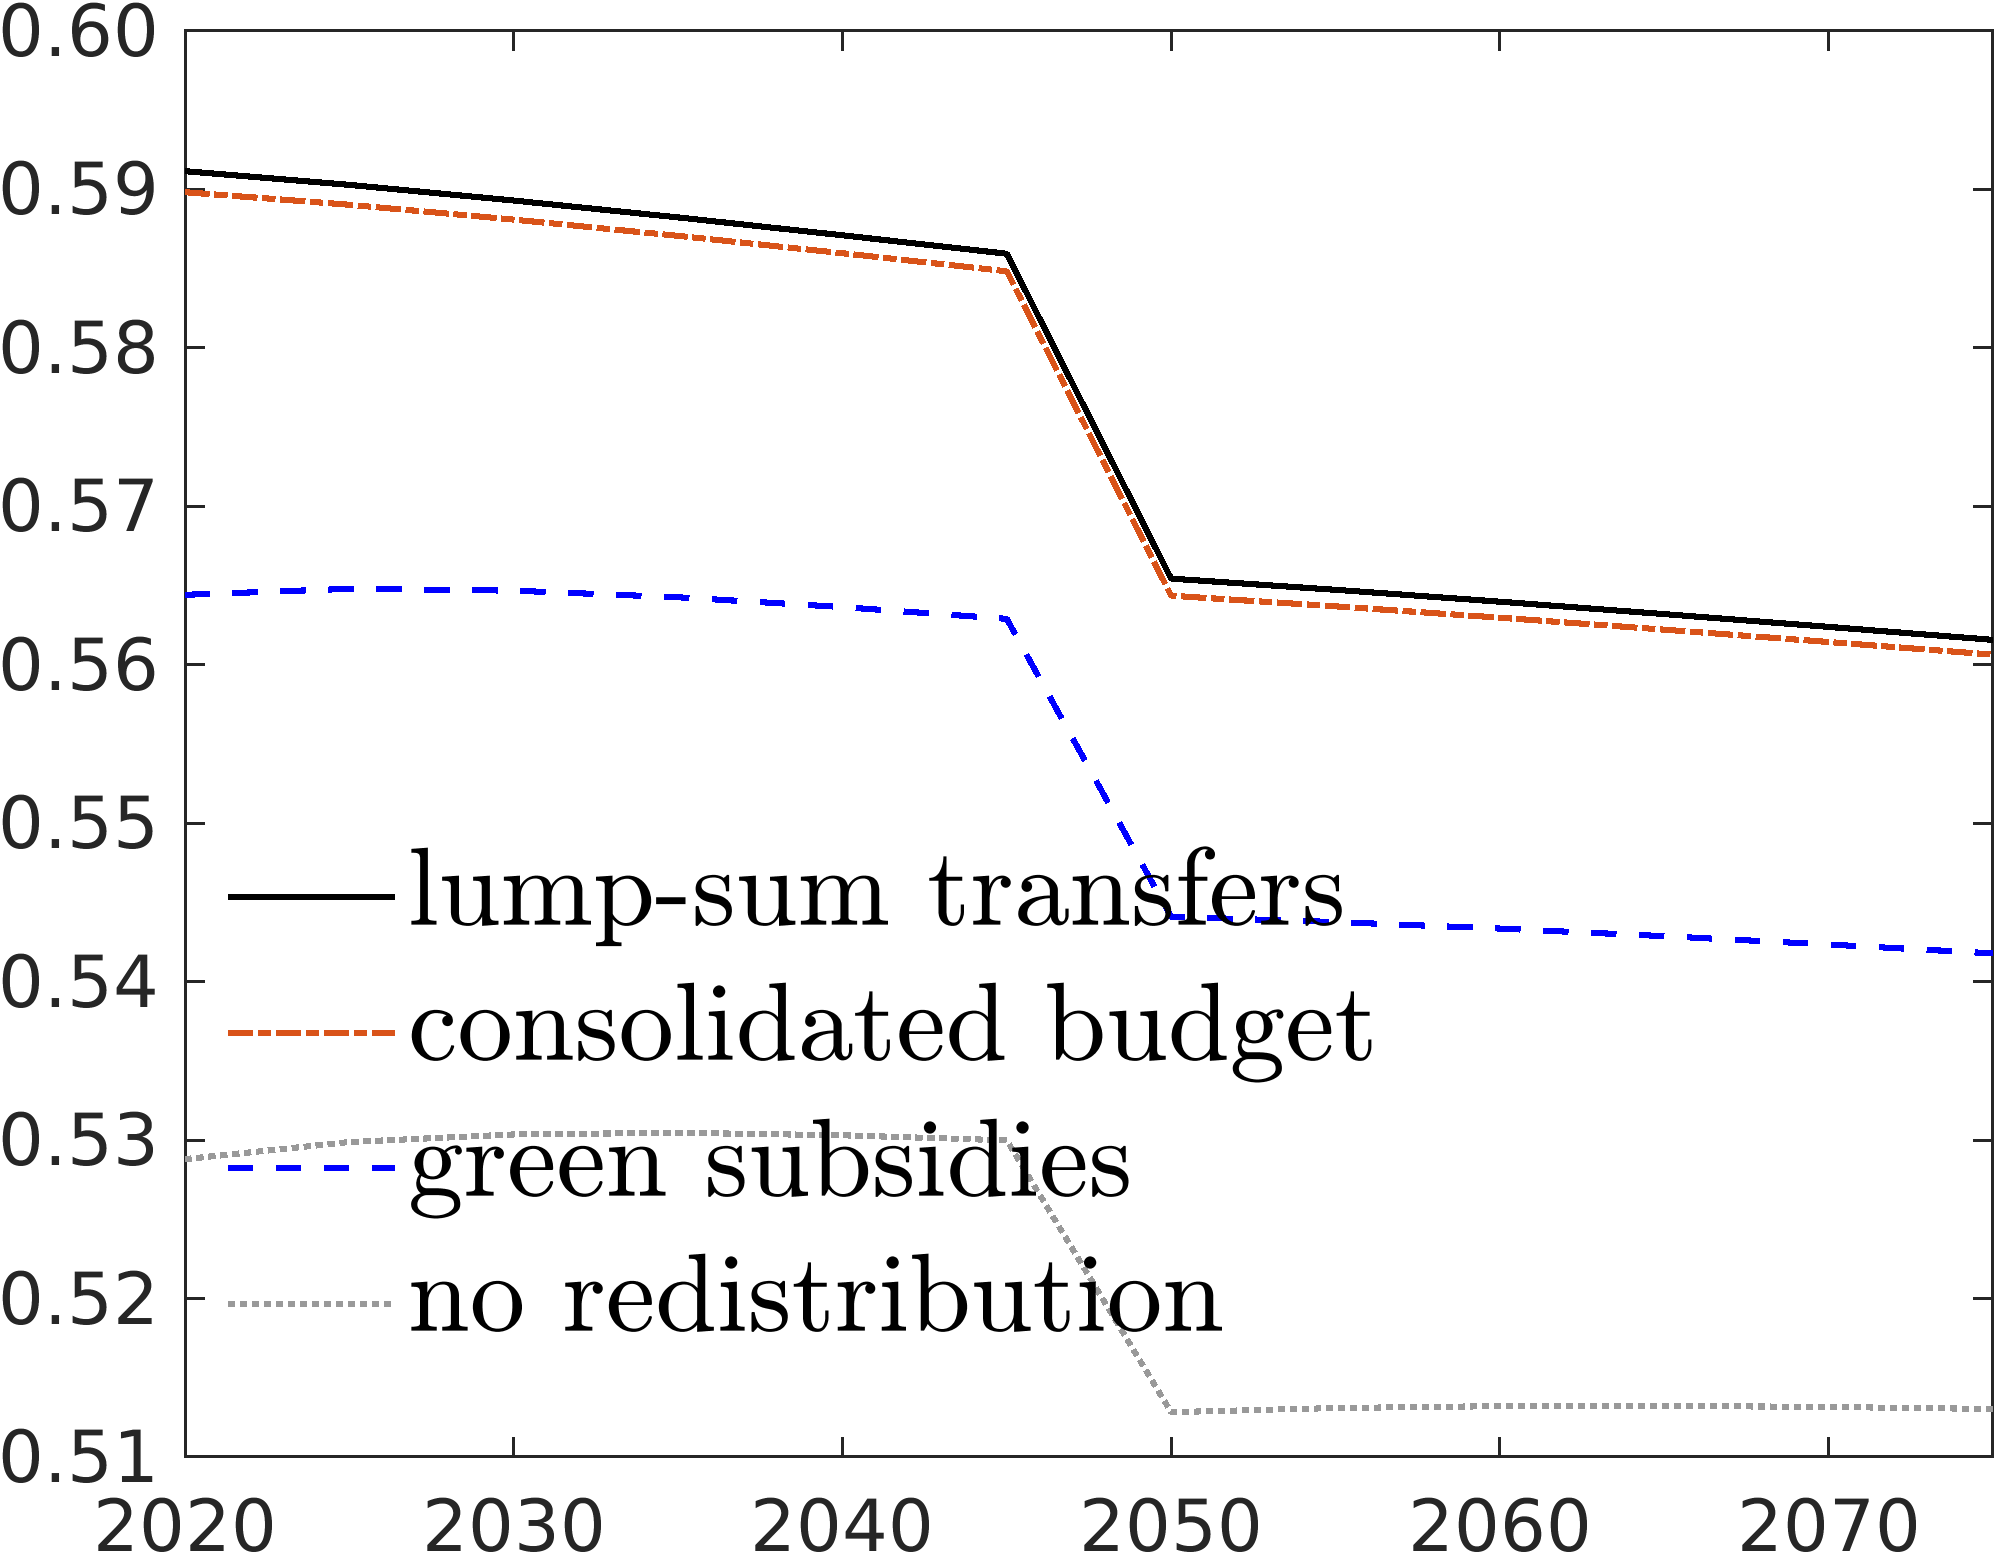 0.60
0.59
0.58
0.57
0.56
0.55
0.54
0.53
0.52
0.51
lump-sum transfers
consolidated budget
green subsidies
no redistribution
2020 2030 2040 2050 2060 2070